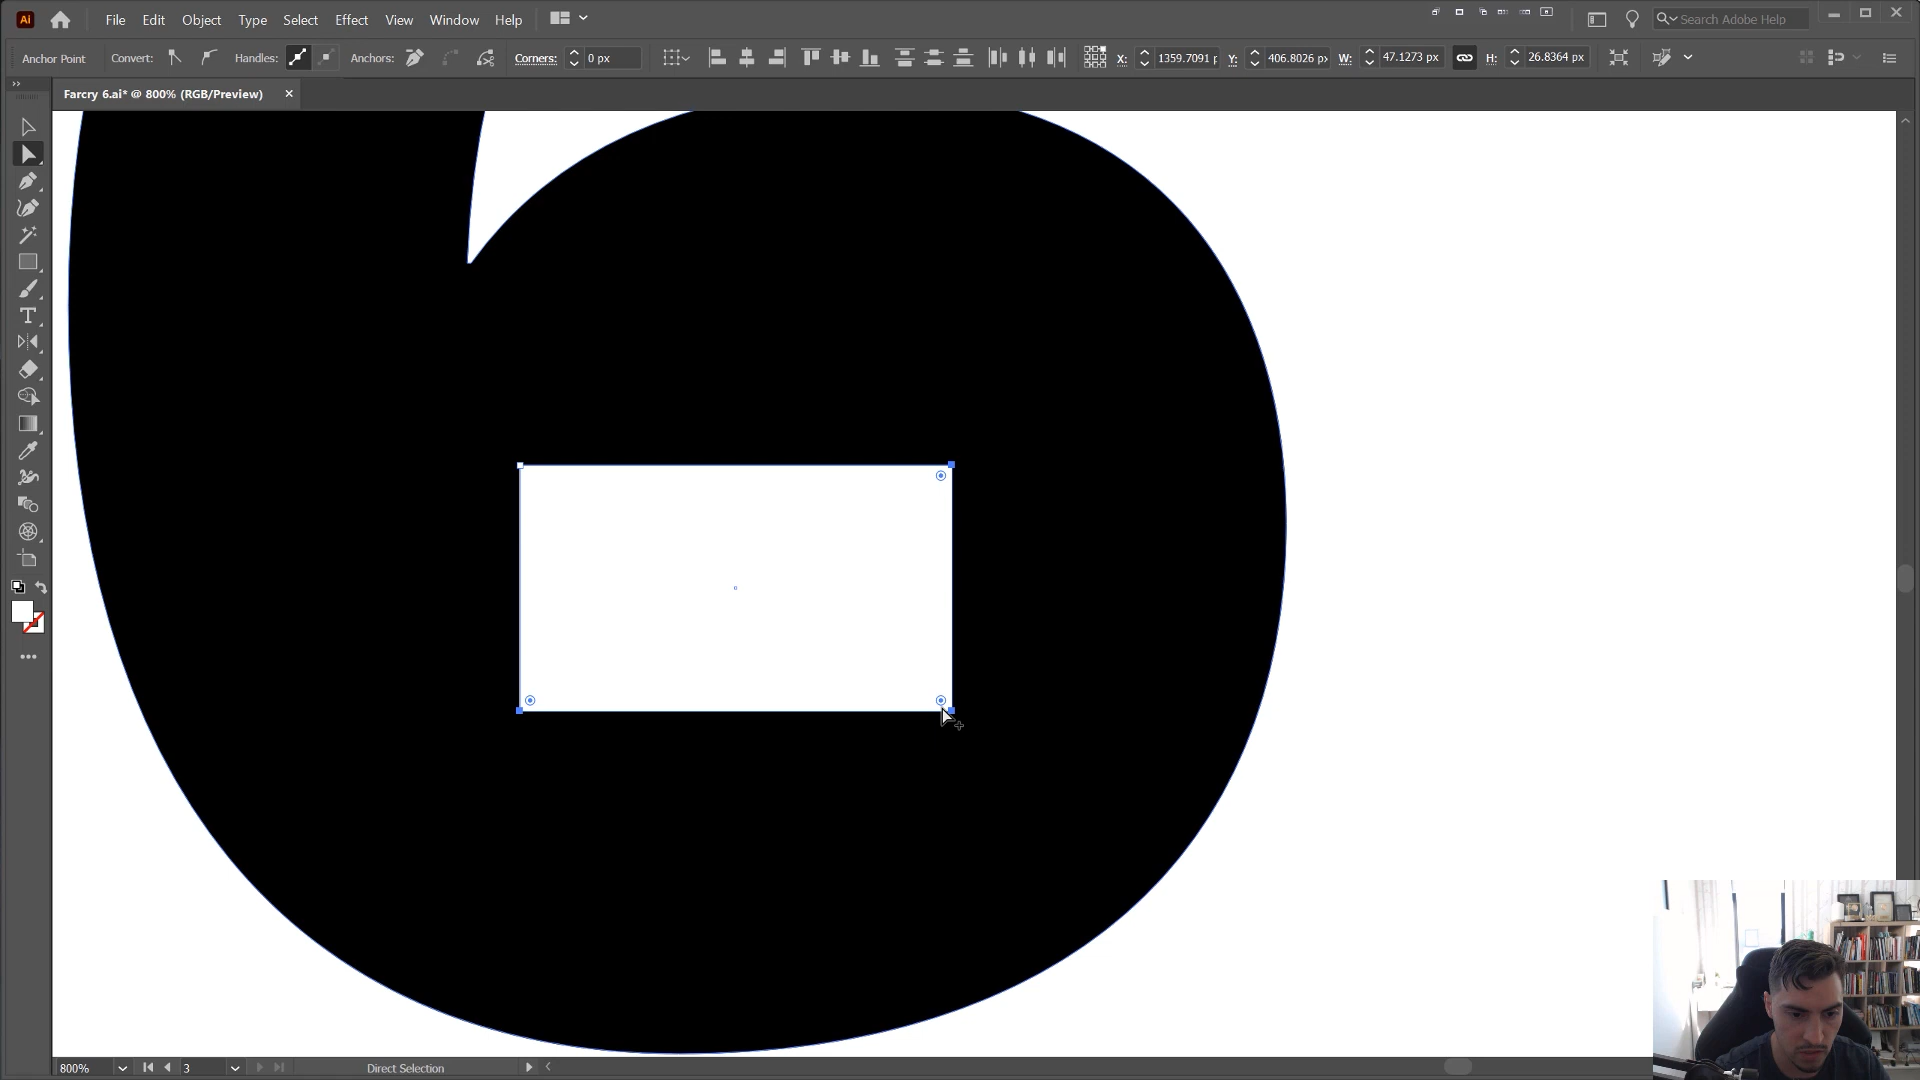 Ai File Edit Object Type Select Effect View Window Help Search Adobe Help
Anchor Point Convert: Handles: Anchors: Corners: 0 px X: 1359.7091 p Y: 406.8026 px W: 47.1273 px H: 26.8364 px
Farcry 6.ai* @ 800% (RGB/Preview)
800% 3 Direct Selection